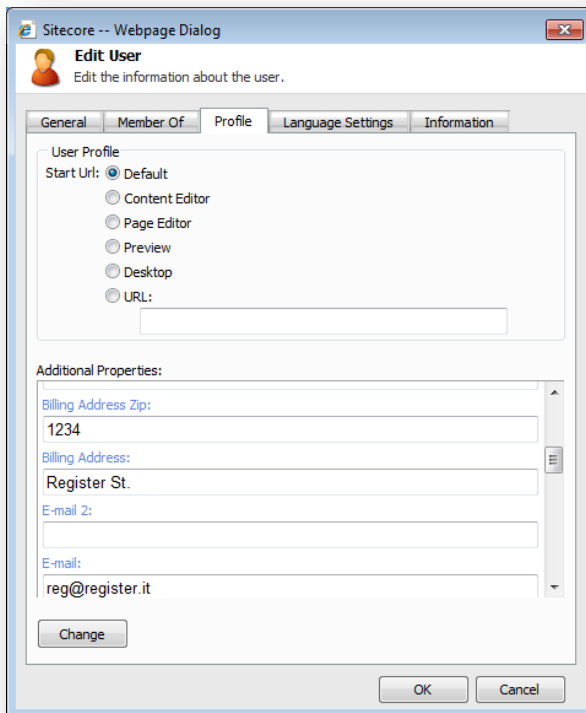 Sitecore -- Webpage Dialog
Edit User
Edit the information about the user.
General Member Of Profile Language Settings Information
User Profile
Start Url: Default
Content Editor
Page Editor
Preview
Desktop
URL:
Additional Properties:
Billing Address Zip:
1234
Billing Address:
Register St.
E-mail 2:
E-mail:
reg@register.it
Change
OK Cancel